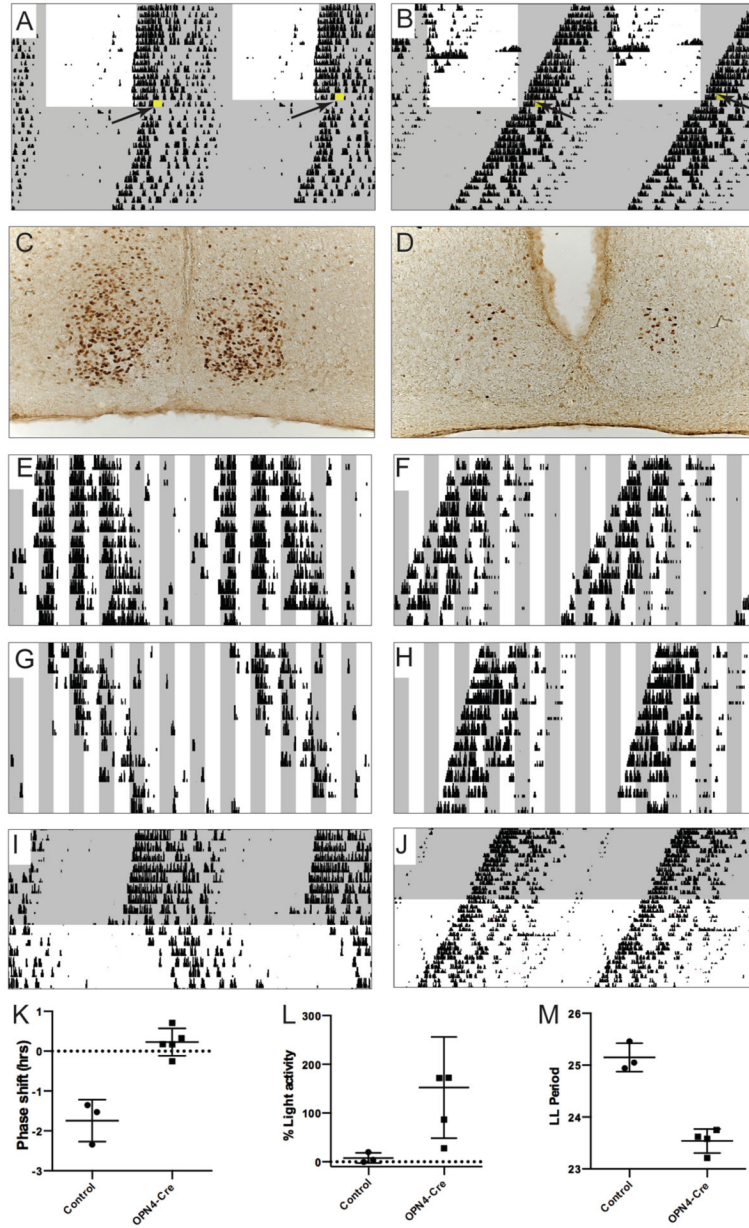 A
B
C
D
E
F
G
H
I
J
K
Phase shift (hrs)
1
0
-1
-2
-3
Control
OPN4-Cre
L
% Light activity
300
200
100
0
Control
OPN4-Cre
M
LL Period
26
25
24
23
Control
OPN4-Cre